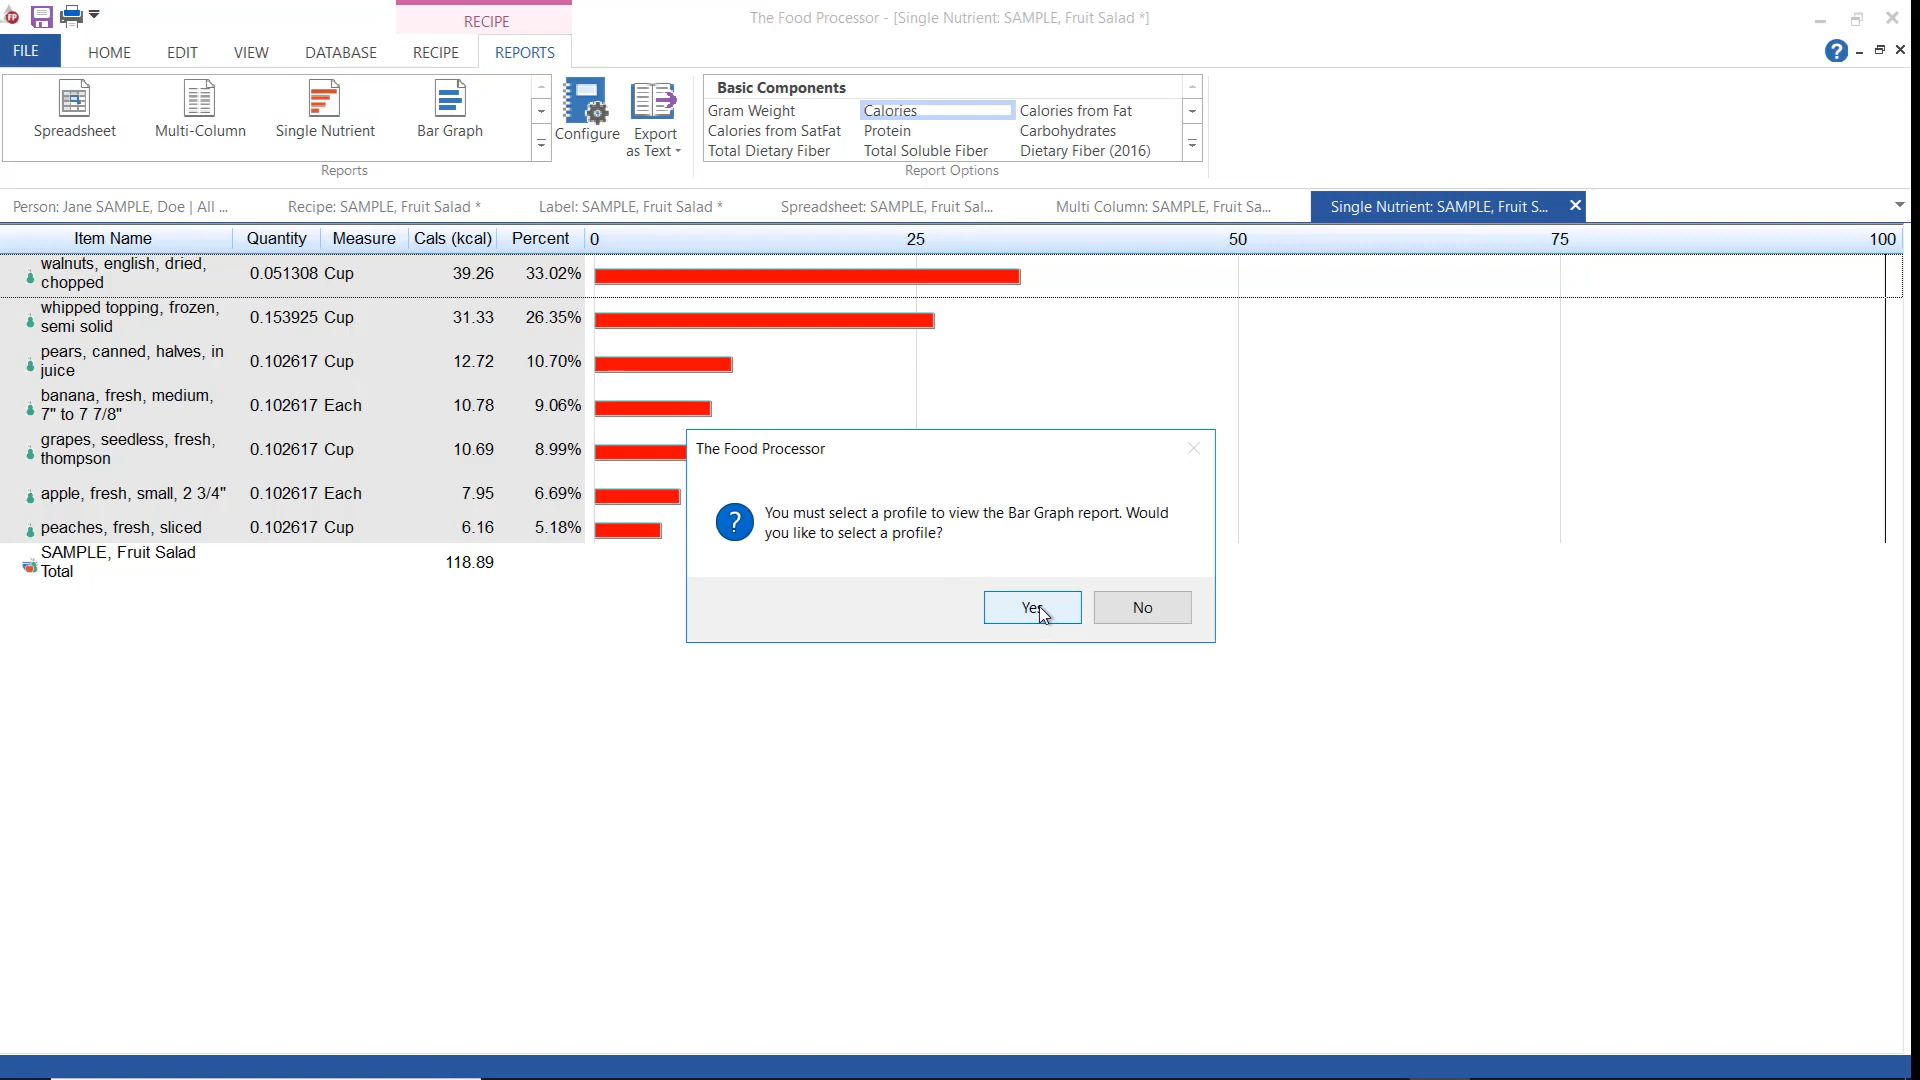 RECIPE
The Food Processor - [Single Nutrient: SAMPLE, Fruit Salad *]
FILE HOME EDIT VIEW DATABASE RECIPE REPORTS
Spreadsheet Multi-Column Single Nutrient Bar Graph
Configure Export as Text
Reports
Basic Components
Gram Weight Calories Calories from Fat
Calories from SatFat Protein Carbohydrates
Total Dietary Fiber Total Soluble Fiber Dietary Fiber (2016)
Report Options
Person: Jane SAMPLE, Doe | All ... Recipe: SAMPLE, Fruit Salad * Label: SAMPLE, Fruit Salad * Spreadsheet: SAMPLE, Fruit Sal... Multi Column: SAMPLE, Fruit Sa... Single Nutrient: SAMPLE, Fruit S...
Item Name Quantity Measure Cals (kcal) Percent 0 25 50 75 100
walnuts, english, dried,
chopped 0.051308 Cup 39.26 33.02%
whipped topping, frozen,
semi solid 0.153925 Cup 31.33 26.35%
pears, canned, halves, in
juice 0.102617 Cup 12.72 10.70%
banana, fresh, medium,
7" to 7 7/8" 0.102617 Each 10.78 9.06%
grapes, seedless, fresh,
thompson 0.102617 Cup 10.69 8.99%
apple, fresh, small, 2 3/4" 0.102617 Each 7.95 6.69%
peaches, fresh, sliced 0.102617 Cup 6.16 5.18%
SAMPLE, Fruit Salad
Total 118.89
The Food Processor
You must select a profile to view the Bar Graph report. Would
you like to select a profile?
Yes No